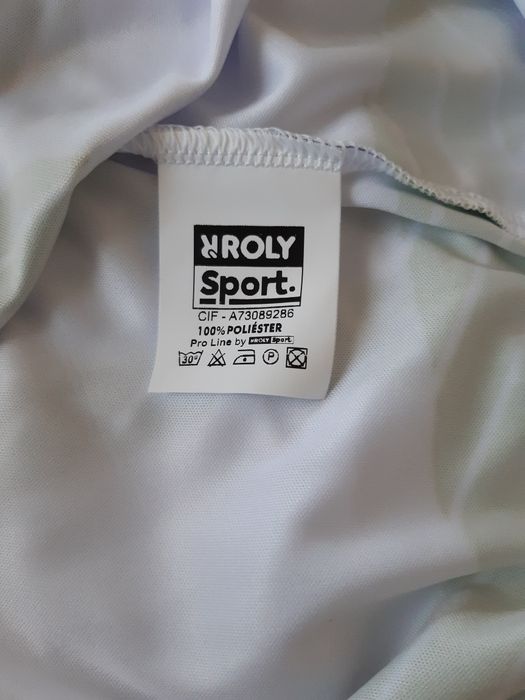 ROLY
Sport.
CIF - A73089286
100% POLIÉSTER
Pro Line by ROLY Sport.
30° P